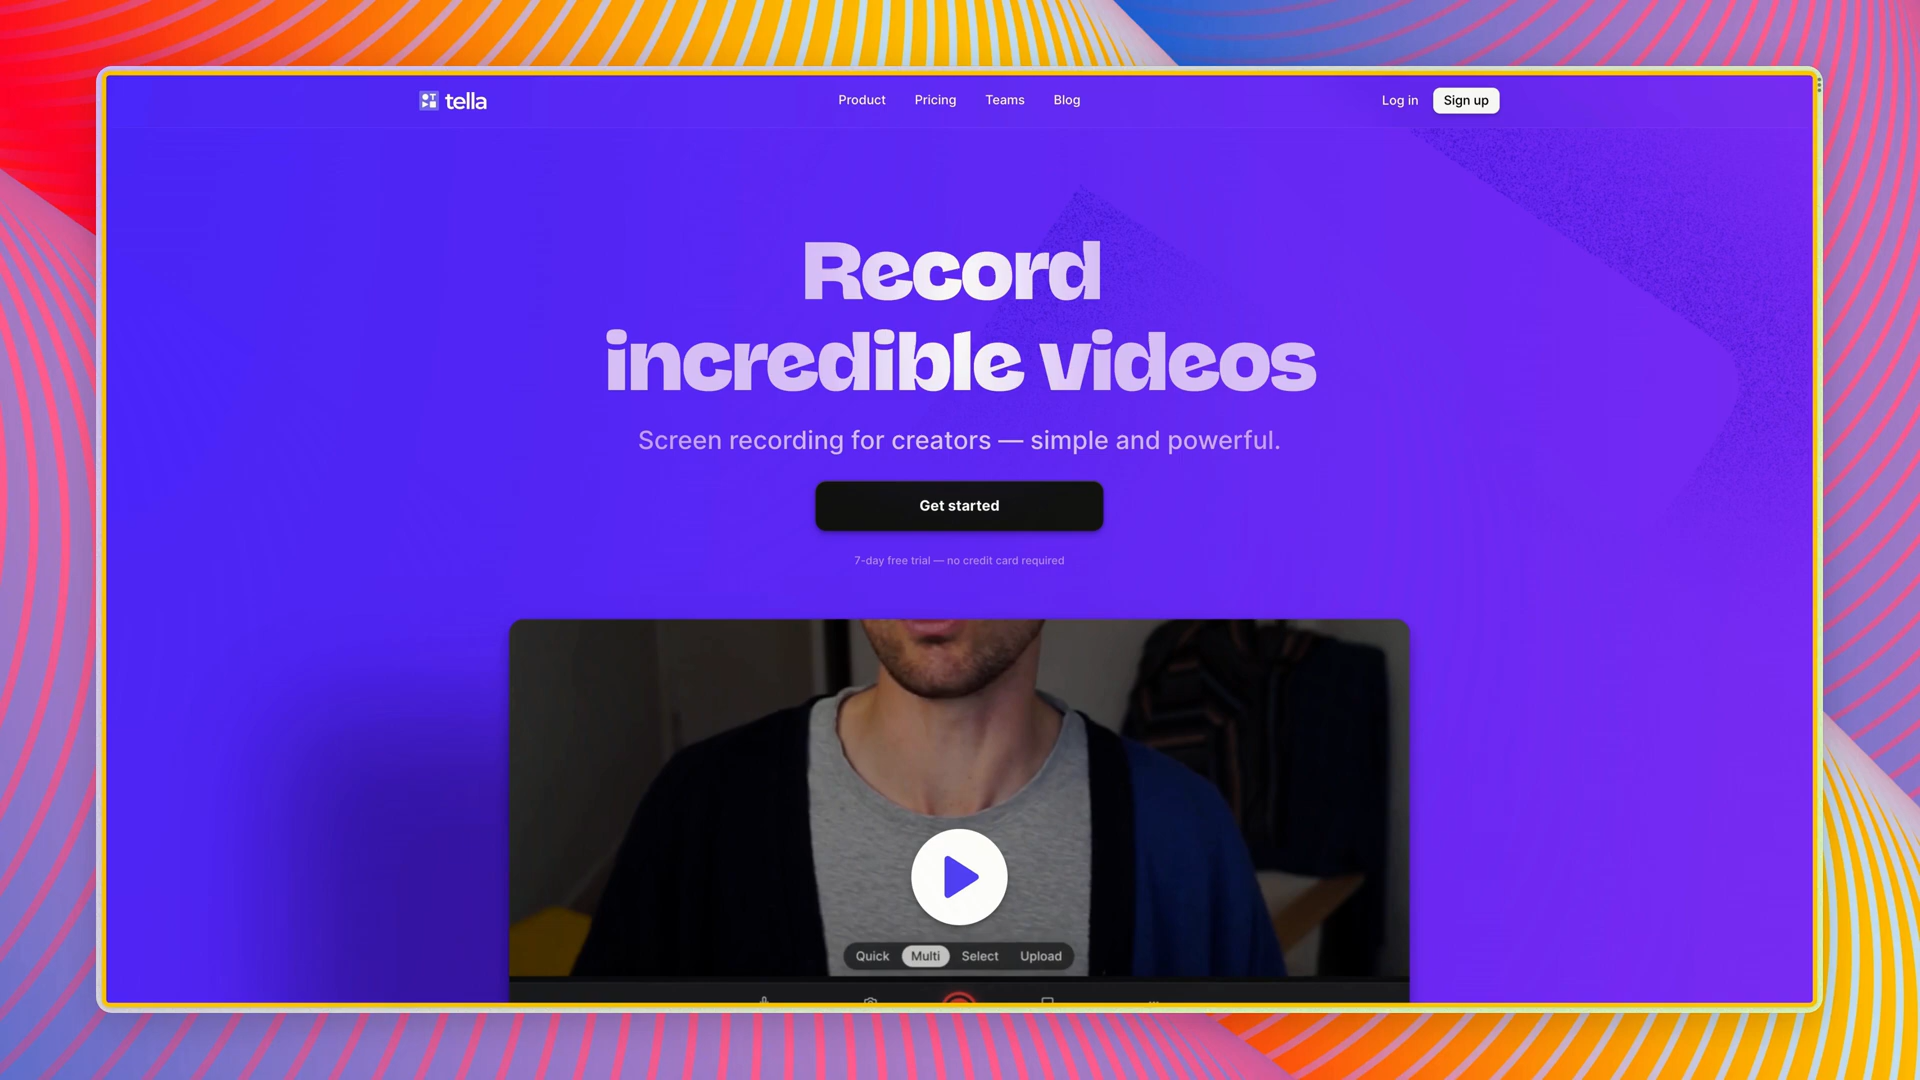 tella
Product Pricing Teams Blog
Log in Sign up
Record
incredible videos
Screen recording for creators — simple and powerful.
Get started
7-day free trial — no credit card required
Quick Multi Select Upload